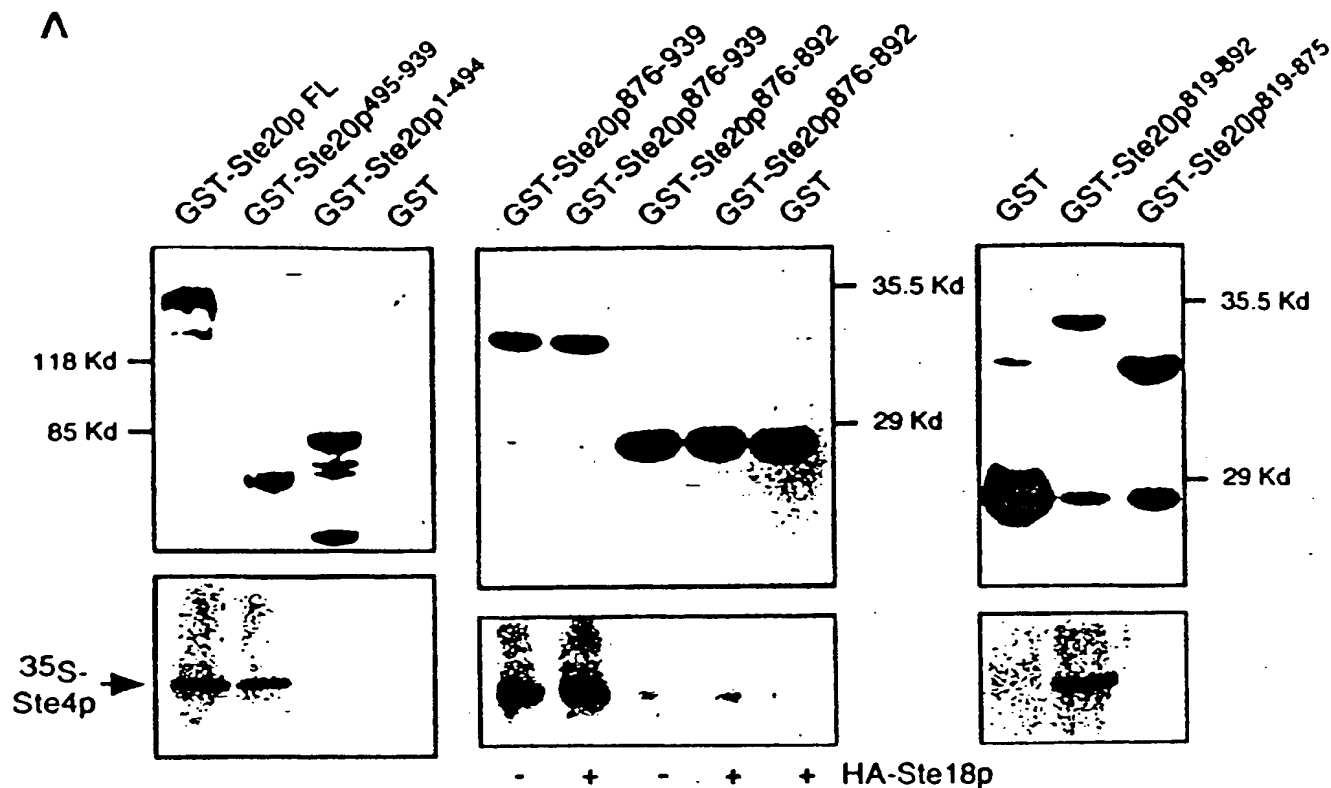 A
GST-Ste20p FL
GST-Ste20p495-939
GST-Ste20p1-494
GST
GST-Ste20p876-939
GST-Ste20p876-939
GST-Ste20p876-892
GST-Ste20p876-892
GST
GST
GST-Ste20p819-892
GST-Ste20p819-875
118 Kd
85 Kd
35.5 Kd
29 Kd
35.5 Kd
29 Kd
35S-
Ste4p
- + - + + HA-Ste18p